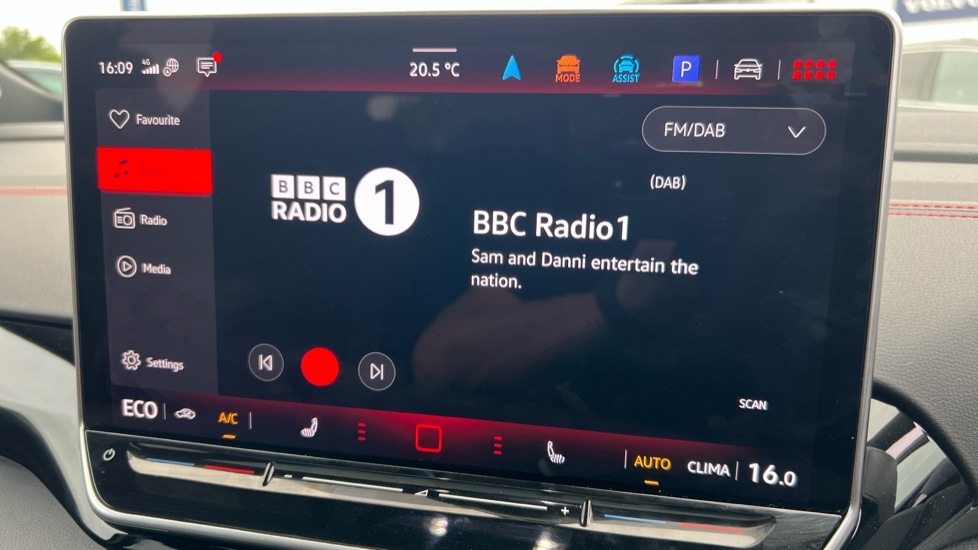 16:09
4G
20.5 °C
MODE
ASSIST
P
Favourite
FM/DAB
(DAB)
BBC
RADIO
1
BBC Radio1
Sam and Danni entertain the
nation.
Radio
Media
Settings
SCAN
ECO
A/C
AUTO
CLIMA
16.0
+